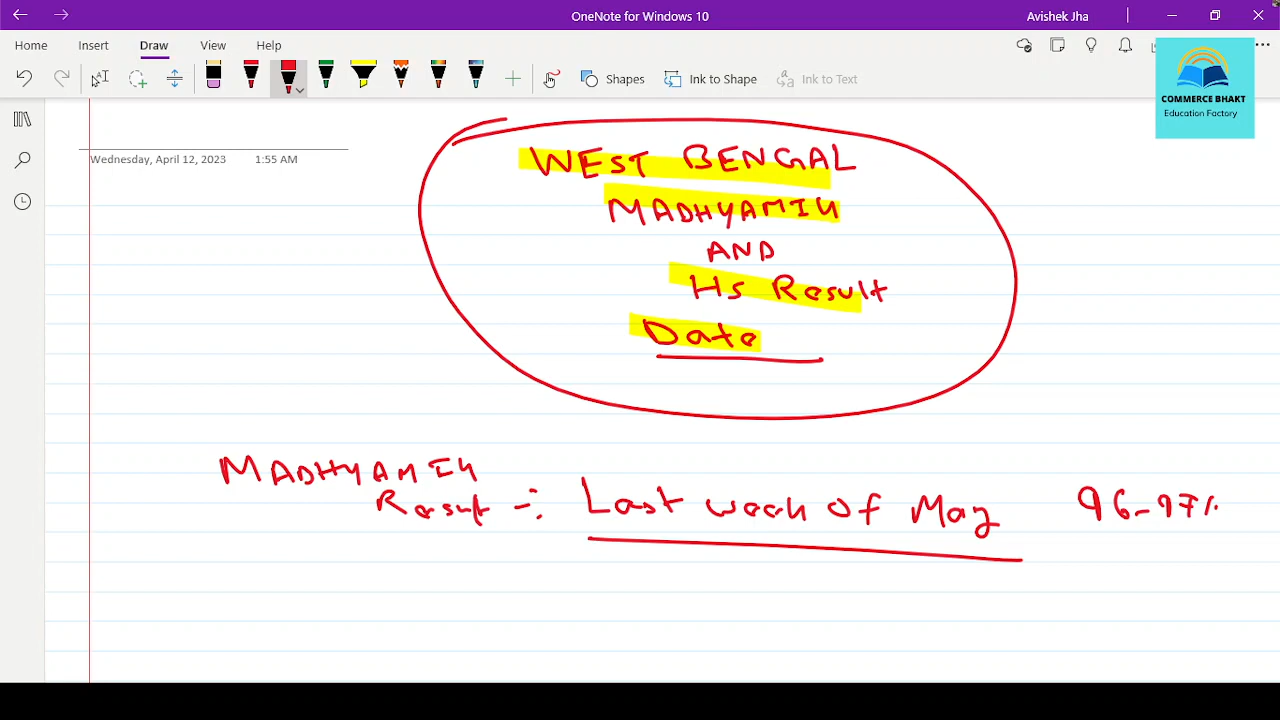 OneNote for Windows 10
Avishek Jha
Home Insert Draw View Help
Shapes Ink to Shape Ink to Text
COMMERCE BHAKT
Education Factory
Wednesday, April 12, 2023 1:55 AM
WEST BENGAL
MADHYAMIK
AND
Hs Result
Date
MADHYAMIK
Result -: Last week of May 96-97%